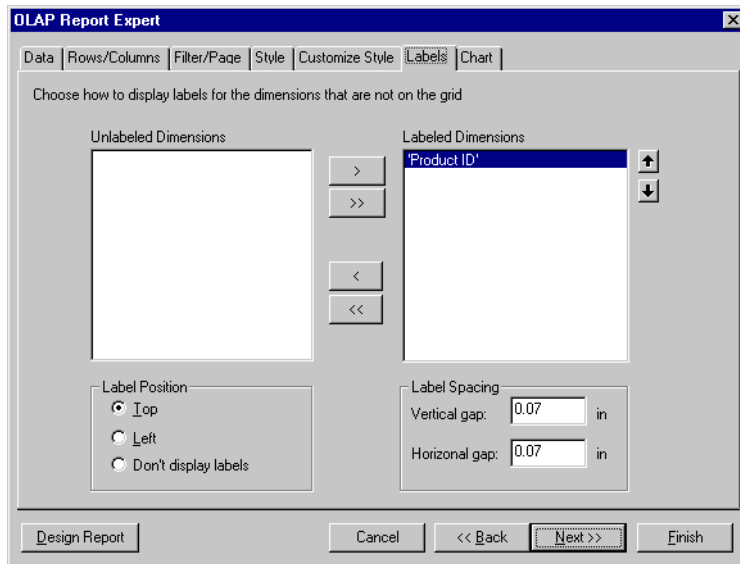 OLAP Report Expert
Data Rows/Columns Filter/Page Style Customize Style Labels Chart
Choose how to display labels for the dimensions that are not on the grid
Unlabeled Dimensions
Labeled Dimensions
'Product ID'
>
>>
<
<<
Label Position
Top
Left
Don't display labels
Label Spacing
Vertical gap: 0.07 in
Horizonal gap: 0.07 in
Design Report Cancel << Back Next >> Finish